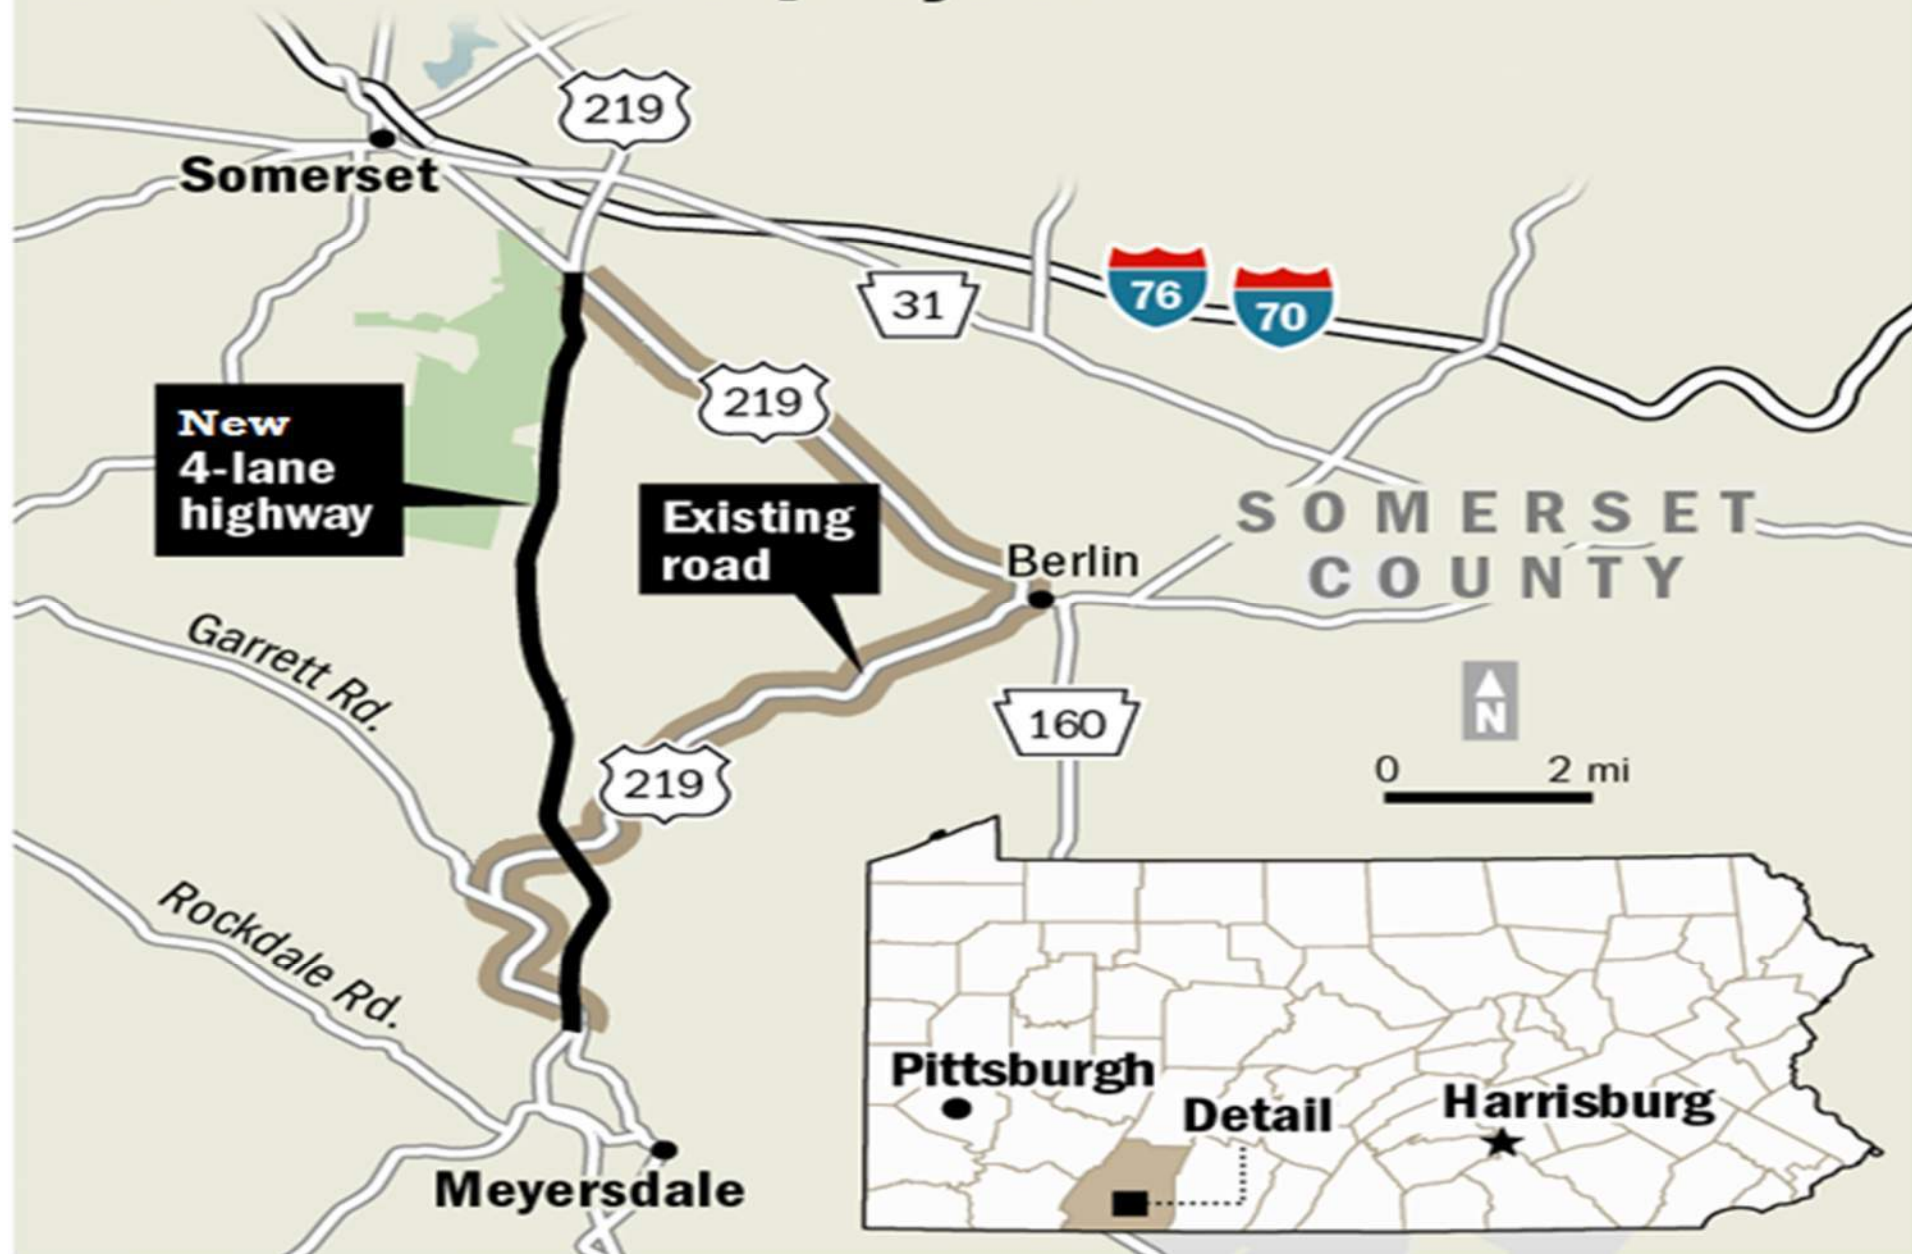 219
Somerset
31
76
70
219
New
4-lane
highway
Existing
road
Berlin
SOMERSET
COUNTY
Garrett Rd.
160
N
0 2 mi
219
Rockdale Rd.
Pittsburgh
Detail
Harrisburg
Meyersdale